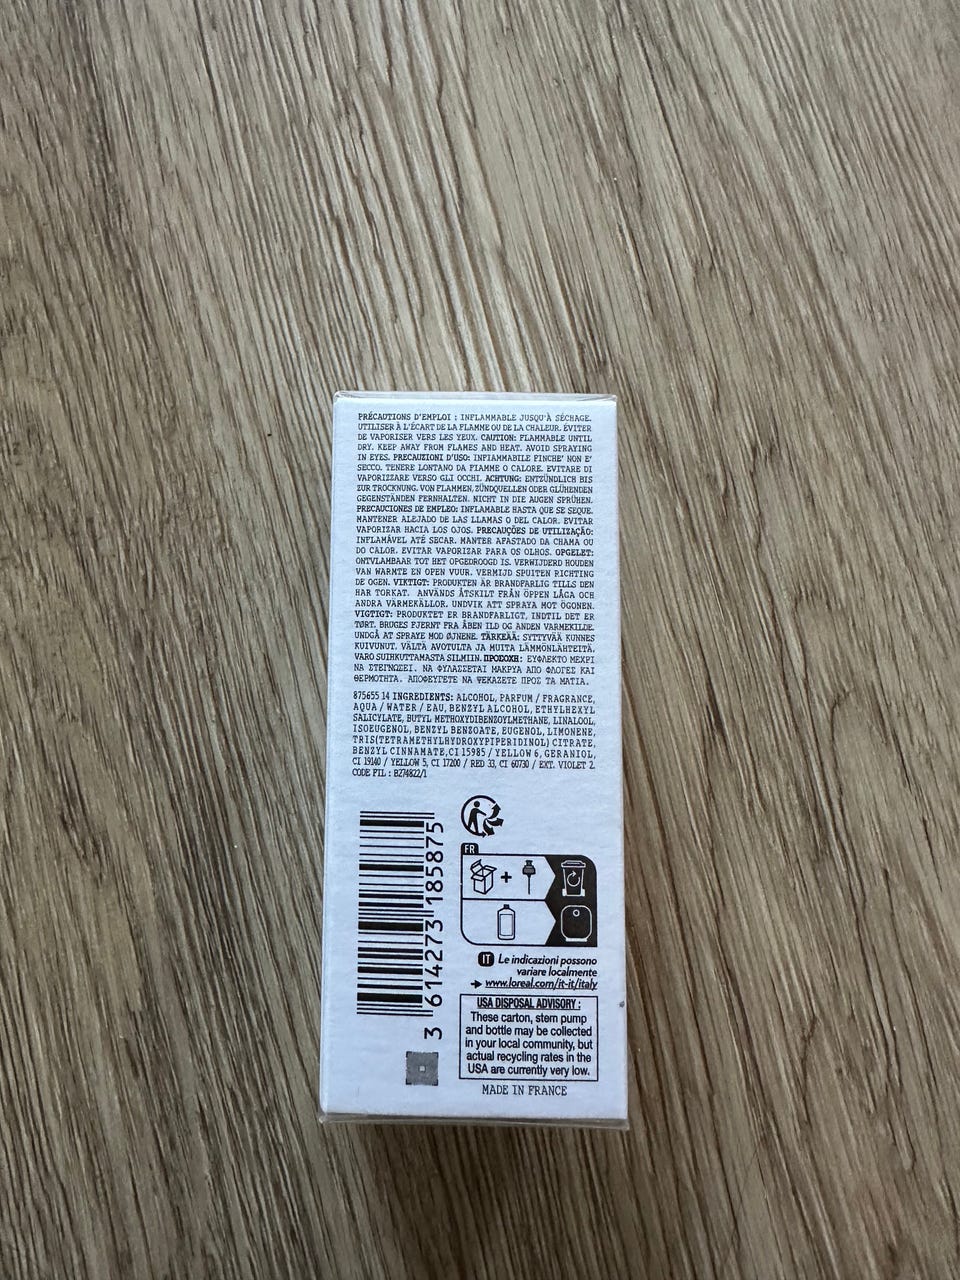 PRÉCAUTIONS D'EMPLOI : INFLAMMABLE JUSQU'À SÉCHAGE.
UTILISER À L'ÉCART DE LA FLAMME OU DE LA CHALEUR. ÉVITER
DE VAPORISER VERS LES YEUX. CAUTION: FLAMMABLE UNTIL
DRY. KEEP AWAY FROM FLAMES AND HEAT. AVOID SPRAYING
IN EYES. PRECAUZIONI D'USO: INFIAMMABILE FINCHE' NON E'
SECCO. TENERE LONTANO DA FIAMME O CALORE. EVITARE DI
VAPORIZZARE VERSO GLI OCCHI. ACHTUNG: ENTZÜNDLICH BIS
ZUR TROCKNUNG. VON FLAMMEN, ZÜNDQUELLEN ODER GLÜHENDEN
GEGENSTÄNDEN FERNHALTEN. NICHT IN DIE AUGEN SPRÜHEN.
PRECAUCIONES DE EMPLEO: INFLAMABLE HASTA QUE SE SEQUE.
MANTENER ALEJADO DE LAS LLAMAS O DEL CALOR. EVITAR
VAPORIZAR HACIA LOS OJOS. PRECAUÇÕES DE UTILIZAÇÃO:
INFLAMÁVEL ATÉ SECAR. MANTER AFASTADO DA CHAMA OU
DO CALOR. EVITAR VAPORIZAR PARA OS OLHOS. OPGELET:
ONTVLAMBAAR TOT HET OPGEDROOGD IS. VERWIJDERD HOUDEN
VAN WARMTE EN OPEN VUUR. VERMIJD SPUITEN RICHTING
DE OGEN. VIKTIGT: PRODUKTEN ÄR BRANDFARLIG TILLS DEN
HAR TORKAT. ANVÄNDS ÅTSKILT FRÅN ÖPPEN LÅGA OCH
ANDRA VÄRMEKÄLLOR. UNDVIK ATT SPRAYA MOT ÖGONEN.
VIGTIGT: PRODUKTET ER BRANDFARLIGT, INDTIL DET ER
TØRT. BRUGES FJERNT FRA ÅBEN ILD OG ANDEN VARMEKILDE.
UNDGÅ AT SPRAYE MOD ØJNENE. TÄRKEÄÄ: SYTTYVÄÄ KUNNES
KUIVUNUT. VÄLTÄ AVOTULTA JA MUITA LÄMMÖNLÄHTEITÄ.
VARO SUIHKUTTAMASTA SILMIIN. ΠΡΟΣΟΧΗ: ΕΥΦΛΕΚΤΟ ΜΕΧΡΙ
ΝΑ ΣΤΕΓΝΩΣΕΙ. ΝΑ ΦΥΛΑΣΣΕΤΑΙ ΜΑΚΡΥΑ ΑΠΟ ΦΛΟΓΕΣ ΚΑΙ
ΘΕΡΜΟΤΗΤΑ. ΑΠΟΦΕΥΓΕΤΕ ΝΑ ΨΕΚΑΖΕΤΕ ΠΡΟΣ ΤΑ ΜΑΤΙΑ.
875655 14 INGREDIENTS: ALCOHOL, PARFUM / FRAGRANCE,
AQUA / WATER / EAU, BENZYL ALCOHOL, ETHYLHEXYL
SALICYLATE, BUTYL METHOXYDIBENZOYLMETHANE, LINALOOL,
ISOEUGENOL, BENZYL BENZOATE, EUGENOL, LIMONENE,
TRIS(TETRAMETHYLHYDROXYPIPERIDINOL) CITRATE,
BENZYL CINNAMATE, CI 15985 / YELLOW 6, GERANIOL,
CI 19140 / YELLOW 5, CI 17200 / RED 33, CI 60730 / EXT. VIOLET 2.
CODE FIL : B274822/1
3 614273 185875
FR
IT Le indicazioni possono
variare localmente
www.loreal.com/it-it/italy
USA DISPOSAL ADVISORY :
These carton, stem pump
and bottle may be collected
in your local community, but
actual recycling rates in the
USA are currently very low.
MADE IN FRANCE